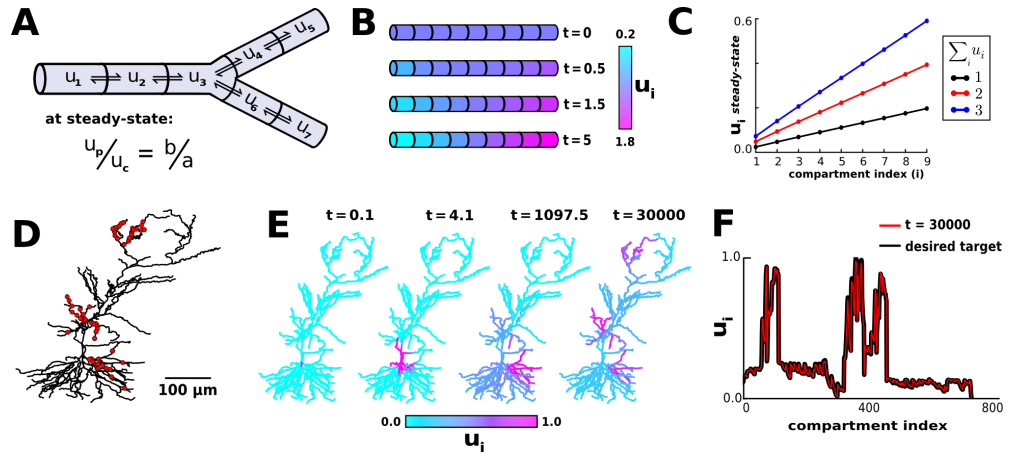 A
u₁ ⇌ u₂ ⇌ u₃ ⇌ u₄ ⇌ u₅
u₆ ⇌ u₇
at steady-state:
uₚ/u_c = b/a
B
t = 0
t = 0.5
t = 1.5
t = 5
0.2
uᵢ
1.8
C
0.6
0.0
uᵢ steady-state
1 2 3 4 5 6 7 8 9
compartment index (i)
∑ᵢ uᵢ
1
2
3
D
100 μm
E
t = 0.1 t = 4.1 t = 1097.5 t = 30000
0.0 1.0
uᵢ
F
t = 30000
desired target
1.0
uᵢ
0.0
0 400 800
compartment index